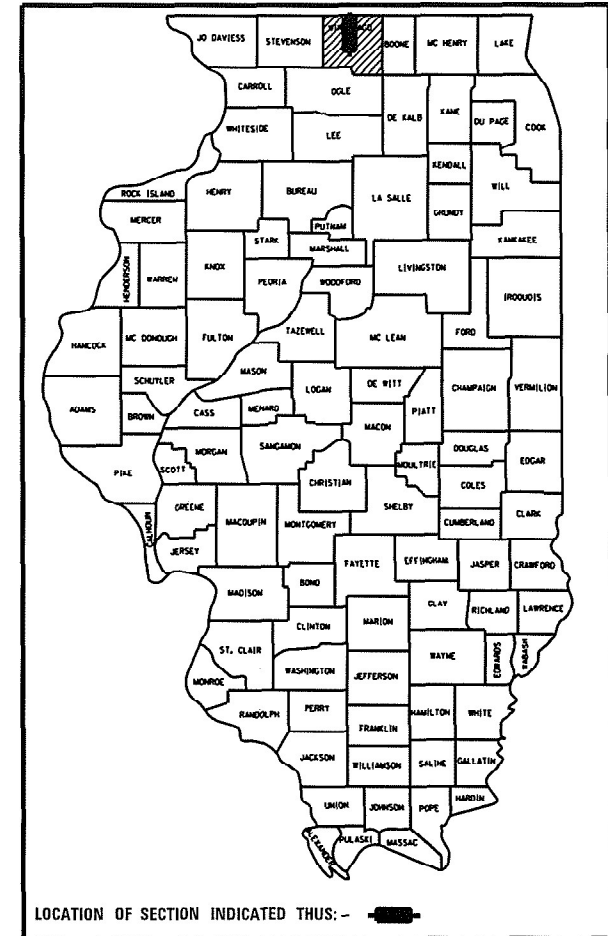 JO DAVIESS STEVENSON BOONE MC HENRY LAKE
CARROLL OGLE DE KALB KANE DU PAGE COOK
WHITESIDE LEE
KENDALL
ROCK ISLAND HENRY BUREAU LA SALLE GRUNDY WILL
MERCER PUTNAM
STARK MARSHALL KANKAKEE
HENDERSON WARREN KNOX PEORIA WOODFORD LIVINGSTON IROQUOIS
HANCOCK MC DONOUGH FULTON TAZEWELL MC LEAN FORD
SCHUYLER MASON LOGAN DE WITT CHAMPAIGN VERMILION
ADAMS BROWN CASS MENARD MACON PIATT
PIKE SCOTT MORGAN SANGAMON CHRISTIAN MOULTRIE DOUGLAS EDGAR
COLES
CALHOUN GREENE MACOUPIN MONTGOMERY SHELBY CUMBERLAND CLARK
JERSEY FAYETTE EFFINGHAM JASPER CRAWFORD
MADISON BOND CLAY RICHLAND LAWRENCE
CLINTON MARION
ST. CLAIR WASHINGTON JEFFERSON WAYNE EDWARDS WABASH
MONROE
RANDOLPH PERRY FRANKLIN HAMILTON WHITE
JACKSON WILLIAMSON SALINE GALLATIN
UNION JOHNSON POPE HARDIN
ALEXANDER PULASKI MASSAC
LOCATION OF SECTION INDICATED THUS: -